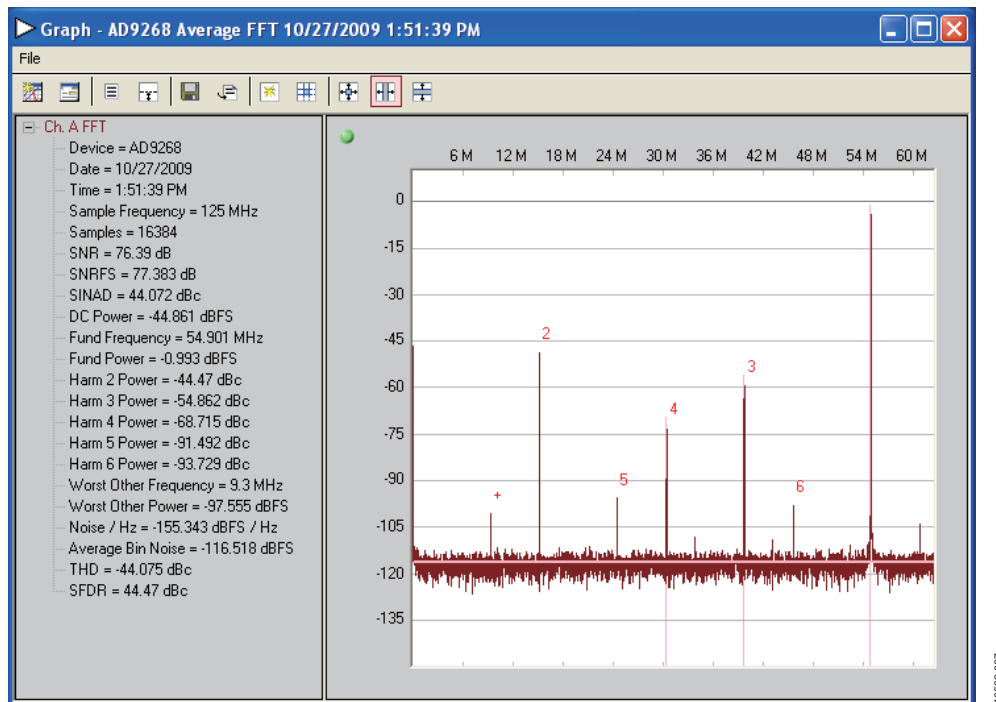 Graph - AD9268 Average FFT 10/27/2009 1:51:39 PM
File
Ch. A FFT
Device = AD9268
Date = 10/27/2009
Time = 1:51:39 PM
Sample Frequency = 125 MHz
Samples = 16384
SNR = 76.39 dB
SNRFS = 77.383 dB
SINAD = 44.072 dBc
DC Power = -44.861 dBFS
Fund Frequency = 54.901 MHz
Fund Power = -0.993 dBFS
Harm 2 Power = -44.47 dBc
Harm 3 Power = -54.862 dBc
Harm 4 Power = -68.715 dBc
Harm 5 Power = -91.492 dBc
Harm 6 Power = -93.729 dBc
Worst Other Frequency = 9.3 MHz
Worst Other Power = -97.555 dBFS
Noise / Hz = -155.343 dBFS / Hz
Average Bin Noise = -116.518 dBFS
THD = -44.075 dBc
SFDR = 44.47 dBc
6 M 12 M 18 M 24 M 30 M 36 M 42 M 48 M 54 M 60 M
0
-15
-30
-45
-60
-75
-90
-105
-120
-135
2
3
4
5
6
+